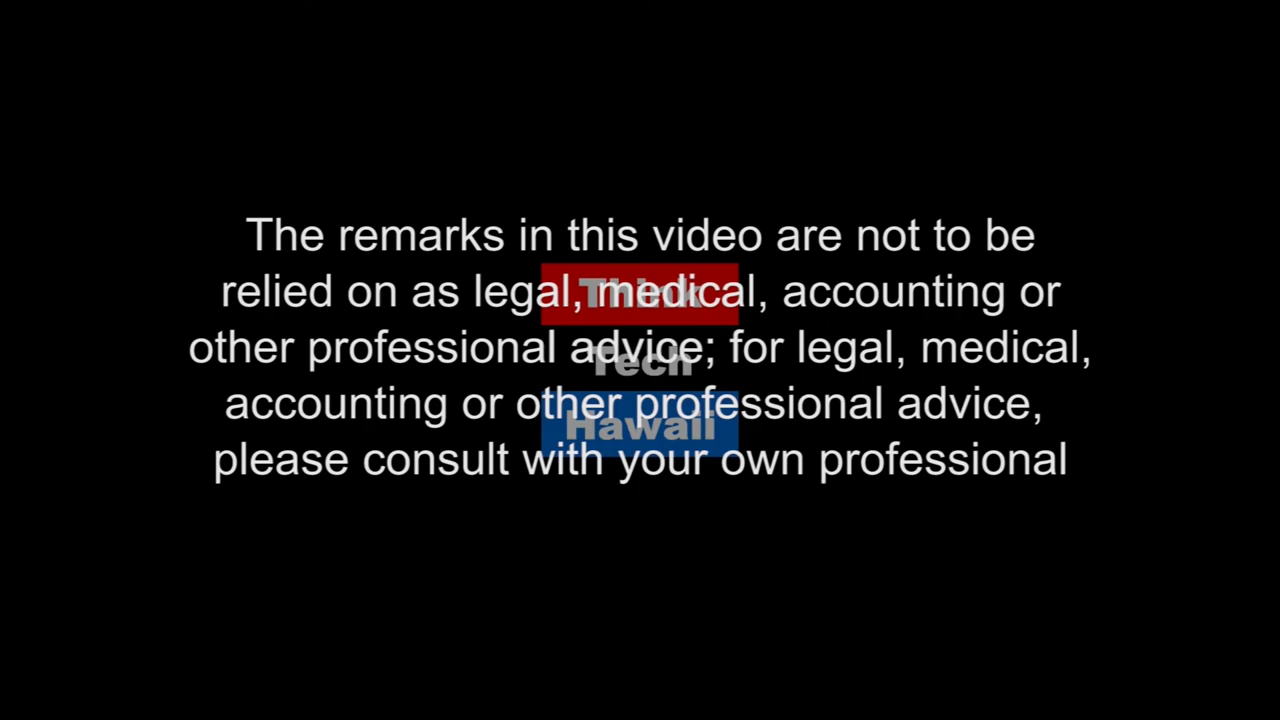 The remarks in this video are not to be
relied on as legal, medical, accounting or
other professional advice; for legal, medical,
accounting or other professional advice,
please consult with your own professional
Think
Tech
Hawaii